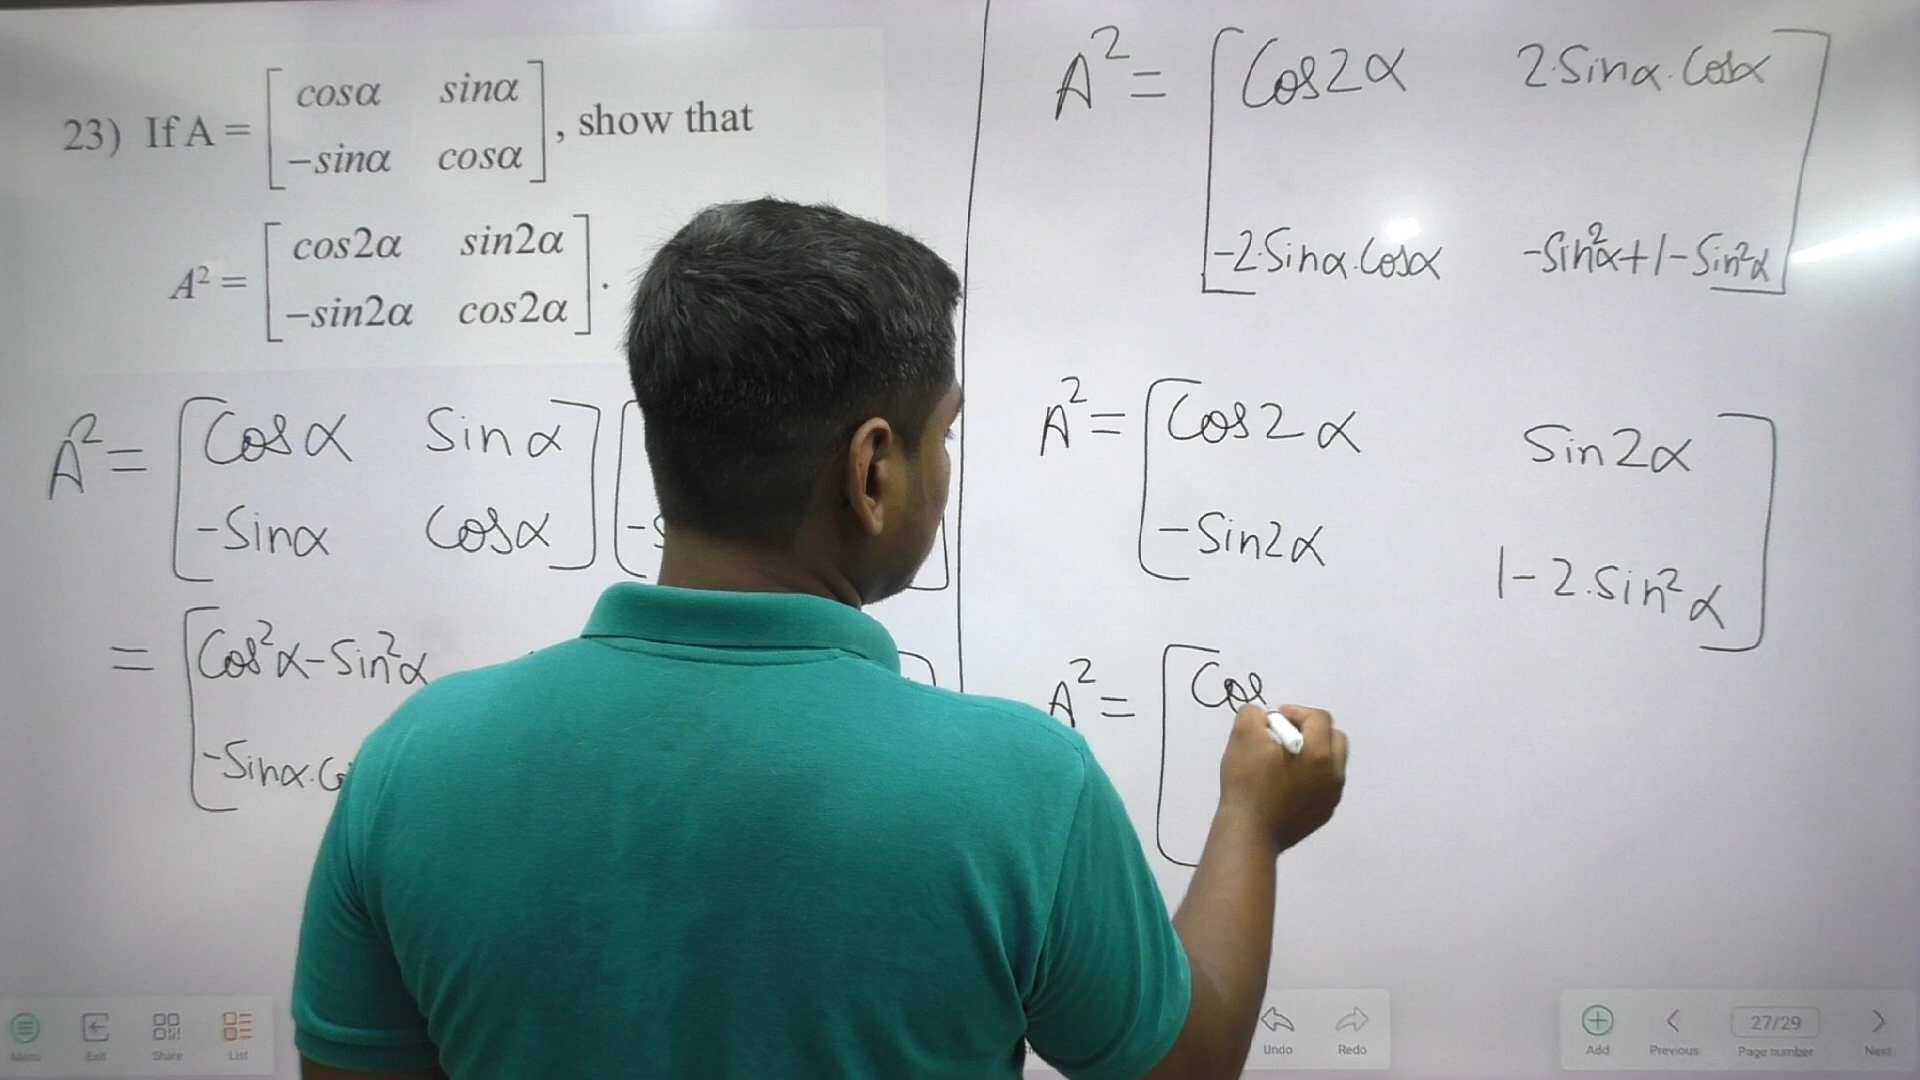 23) If A = [ cosα sinα
-sinα cosα ], show that
A² = [ cos2α sin2α
-sin2α cos2α ].
A² = [ Cosα Sinα
-Sinα Cosα ] [
-
= [ Cos²α-Sin²α
-Sinα.
A² = [ Cos2α 2.Sinα.Cosα
-2.Sinα.Cosα -Sin²α+1-Sin²α ]
A² = [ Cos2α Sin2α
-Sin2α 1-2.Sin²α ]
A² = [ Cos
Menu Exit Share List Undo Redo Add Previous 27/29 Page number Next